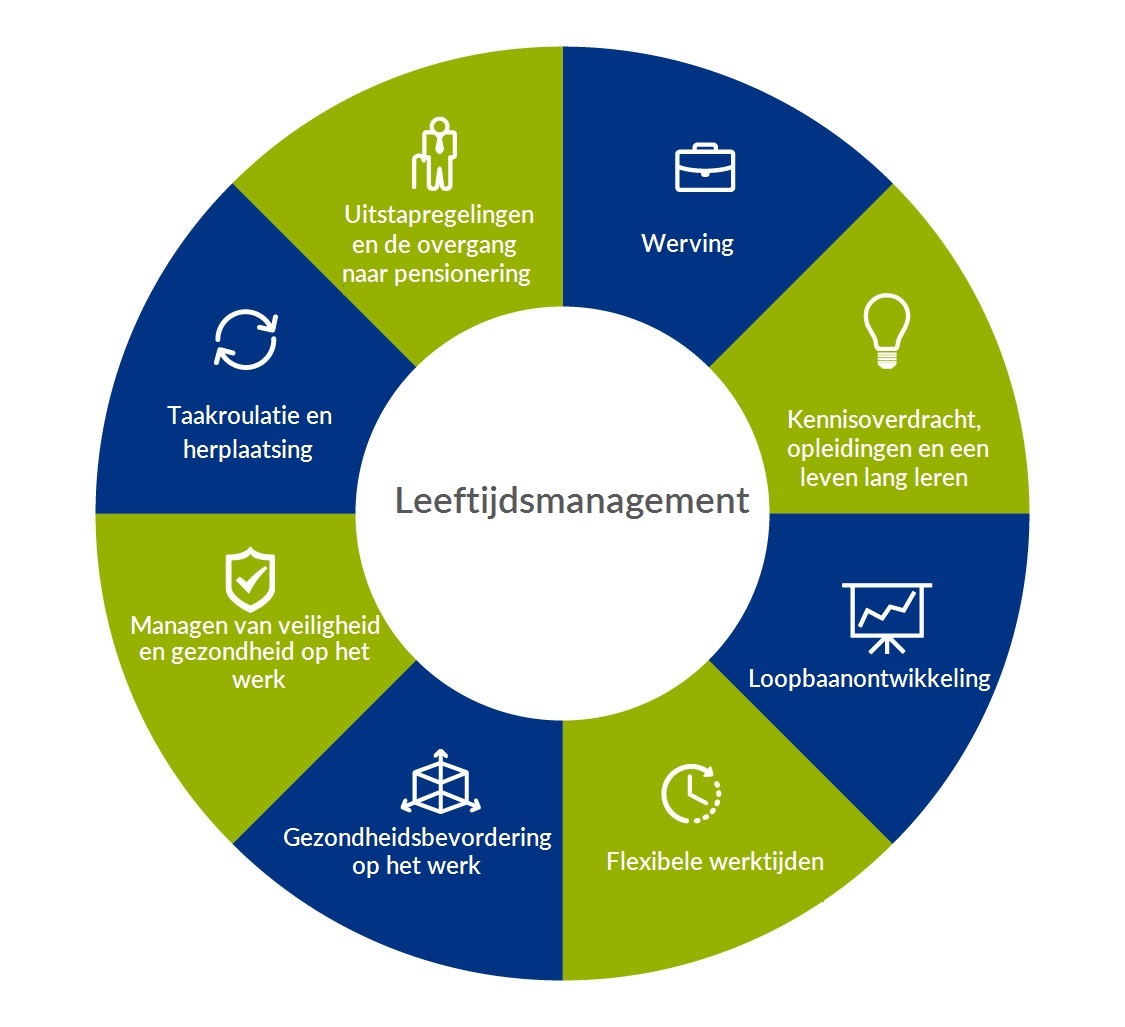 Uitstapregelingen
en de overgang
naar pensionering
Werving
Kennisoverdracht,
opleidingen en een
leven lang leren
Taakroulatie en
herplaatsing
Leeftijdsmanagement
Managen van veiligheid
en gezondheid op het
werk
Loopbaanontwikkeling
Gezondheidsbevordering
op het werk
Flexibele werktijden